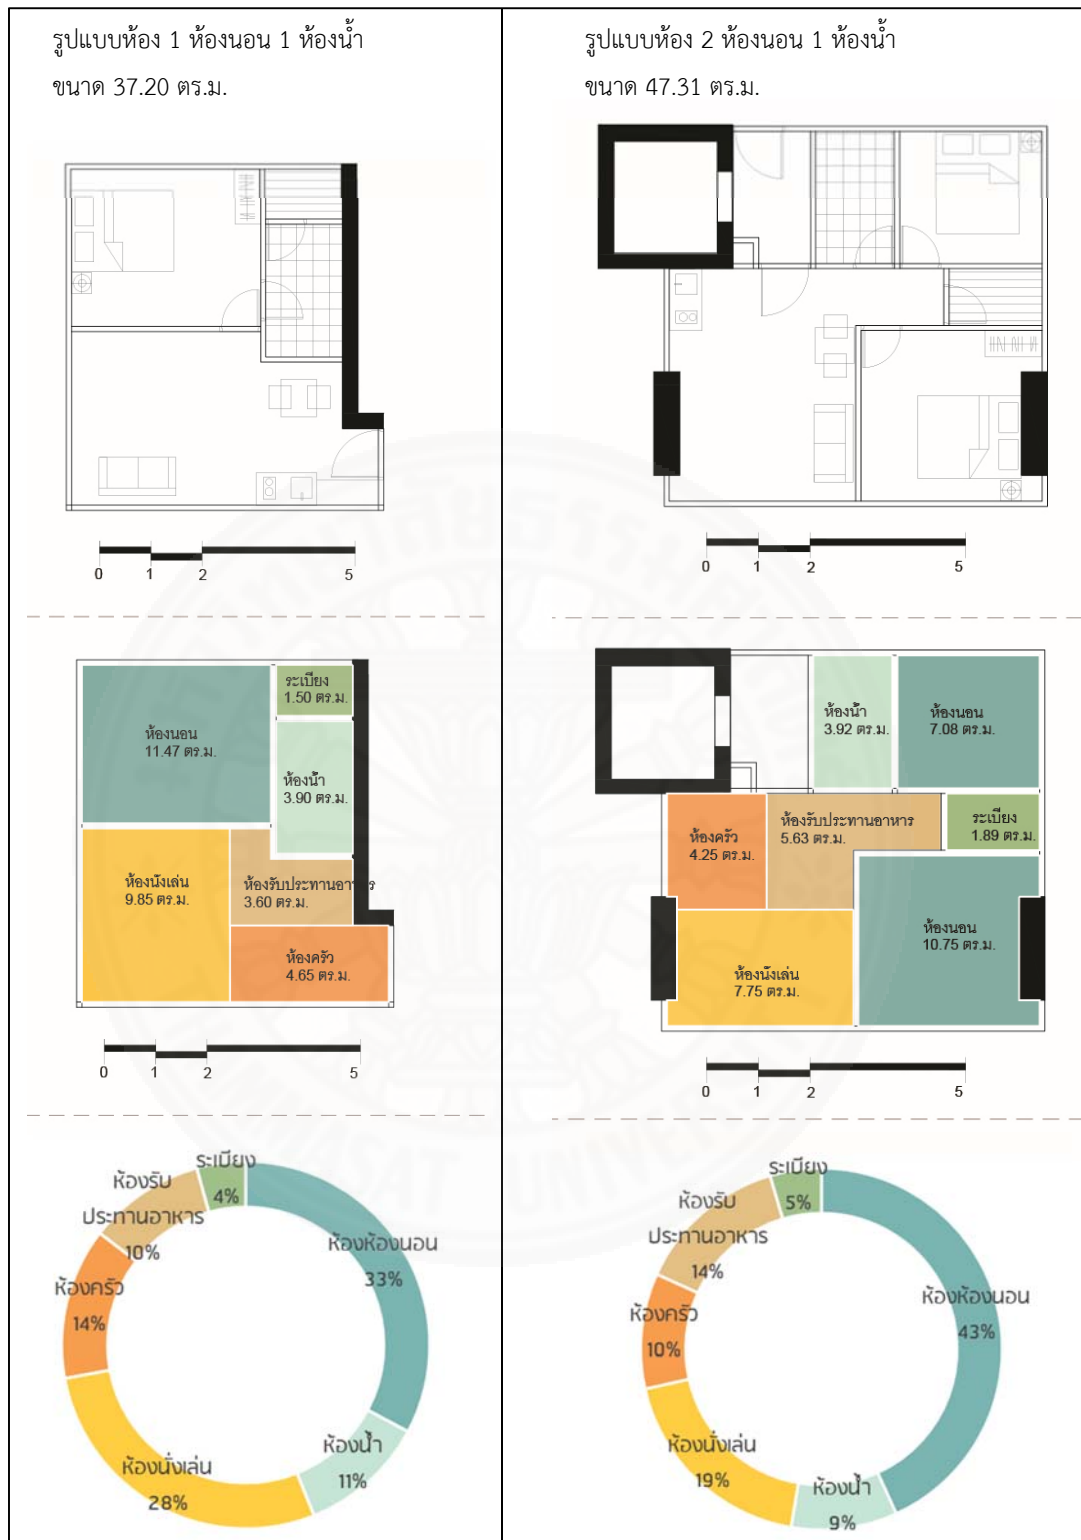 รูปแบบห้อง 1 ห้องนอน 1 ห้องน้ำ
ขนาด 37.20 ตร.ม.
0 1 2 5
ระเบียง
1.50 ตร.ม.
ห้องนอน
11.47 ตร.ม.
ห้องน้ำ
3.90 ตร.ม.
ห้องนั่งเล่น
9.85 ตร.ม.
ห้องรับประทานอาหาร
3.60 ตร.ม.
ห้องครัว
4.65 ตร.ม.
0 1 2 5
ระเบียง
4%
ห้องรับ
ประทานอาหาร
10%
ห้องห้องนอน
33%
ห้องครัว
14%
ห้องน้ำ
11%
ห้องนั่งเล่น
28%
รูปแบบห้อง 2 ห้องนอน 1 ห้องน้ำ
ขนาด 47.31 ตร.ม.
0 1 2 5
ห้องน้ำ
3.92 ตร.ม.
ห้องนอน
7.08 ตร.ม.
ห้องครัว
4.25 ตร.ม.
ห้องรับประทานอาหาร
5.63 ตร.ม.
ระเบียง
1.89 ตร.ม.
ห้องนอน
10.75 ตร.ม.
ห้องนั่งเล่น
7.75 ตร.ม.
0 1 2 5
ระเบียง
5%
ห้องรับ
ประทานอาหาร
14%
ห้องห้องนอน
43%
ห้องครัว
10%
ห้องนั่งเล่น
19%
ห้องน้ำ
9%